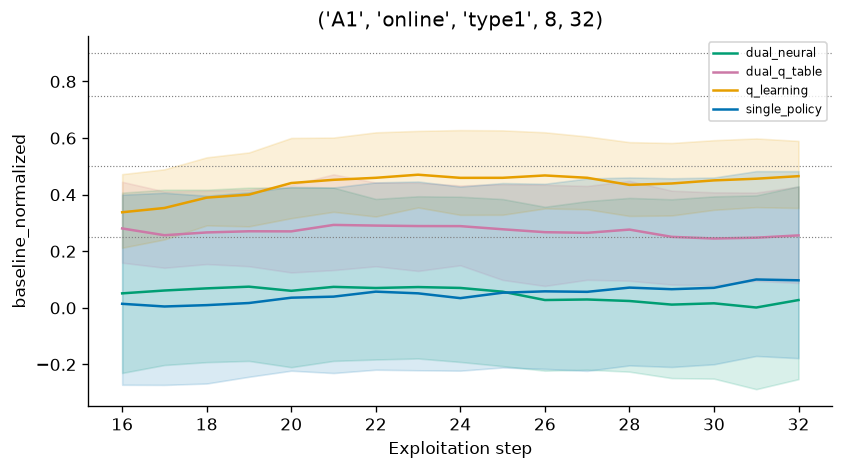 ('A1', 'online', 'type1', 8, 32)
dual_neural
dual_q_table
q_learning
single_policy
baseline_normalized
0.8
0.6
0.4
0.2
0.0
−0.2
16 18 20 22 24 26 28 30 32
Exploitation step